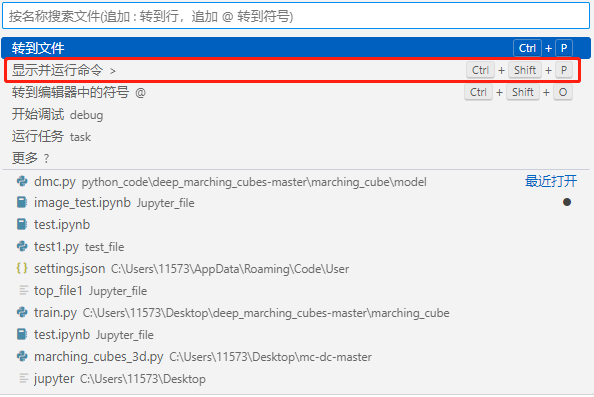 按名称搜索文件(追加 : 转到行，追加 @ 转到符号)
转到文件 Ctrl + P
显示并运行命令 > Ctrl + Shift + P
转到编辑器中的符号 @ Ctrl + Shift + O
开始调试 debug
运行任务 task
更多 ?
dmc.py python_code\deep_marching_cubes-master\marching_cube\model 最近打开
image_test.ipynb Jupyter_file
test.ipynb
test1.py test_file
settings.json C:\Users\11573\AppData\Roaming\Code\User
top_file1 Jupyter_file
train.py C:\Users\11573\Desktop\deep_marching_cubes-master\marching_cube
test.ipynb Jupyter_file
marching_cubes_3d.py C:\Users\11573\Desktop\mc-dc-master
jupyter C:\Users\11573\Desktop